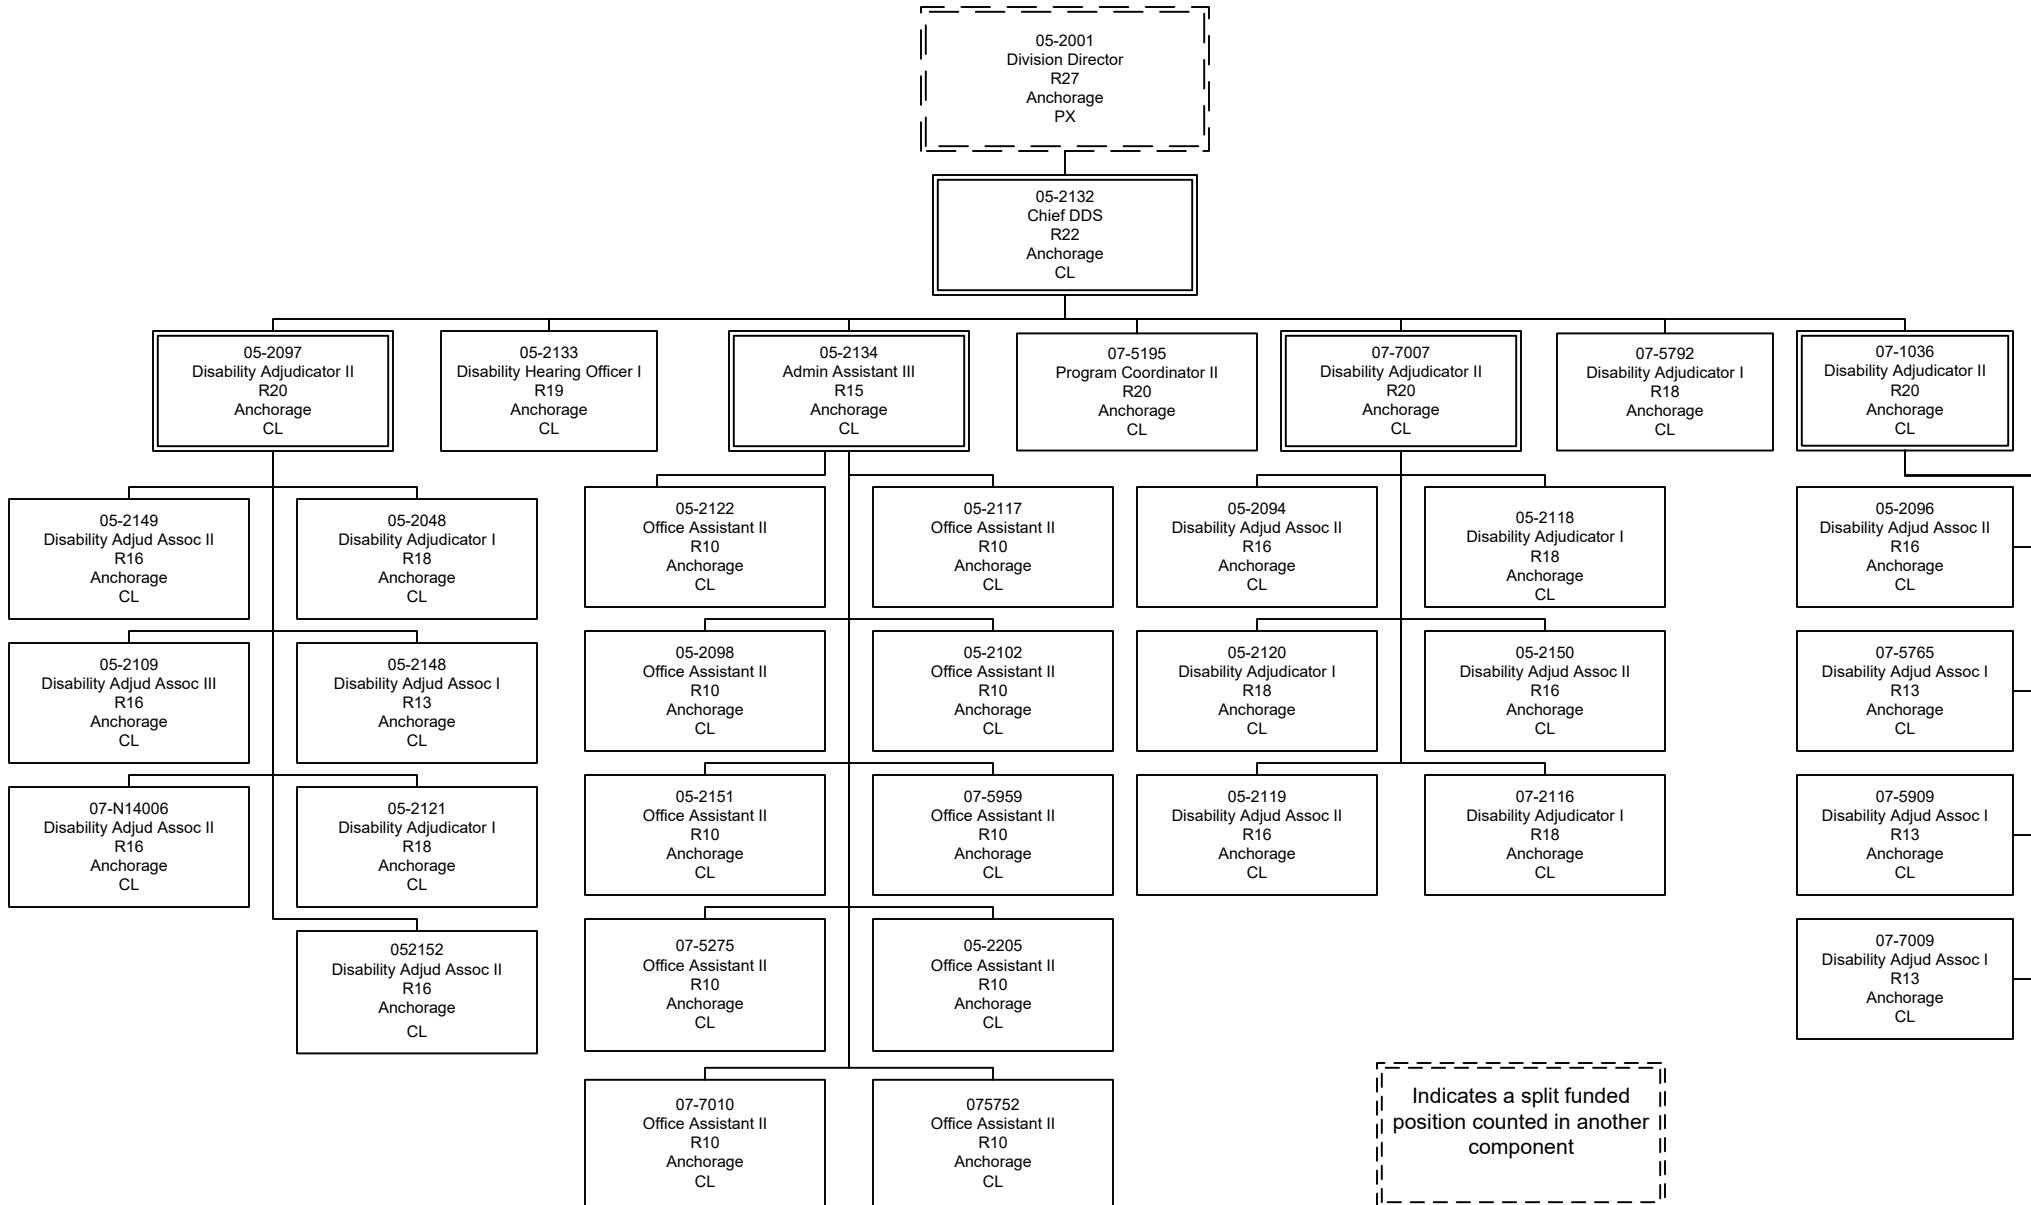 05-2001
Division Director
R27
Anchorage
PX
05-2132
Chief DDS
R22
Anchorage
CL
05-2097
Disability Adjudicator II
R20
Anchorage
CL
05-2133
Disability Hearing Officer I
R19
Anchorage
CL
05-2134
Admin Assistant III
R15
Anchorage
CL
07-5195
Program Coordinator II
R20
Anchorage
CL
07-7007
Disability Adjudicator II
R20
Anchorage
CL
07-5792
Disability Adjudicator I
R18
Anchorage
CL
07-1036
Disability Adjudicator II
R20
Anchorage
CL
05-2149
Disability Adjud Assoc II
R16
Anchorage
CL
05-2048
Disability Adjudicator I
R18
Anchorage
CL
05-2122
Office Assistant II
R10
Anchorage
CL
05-2117
Office Assistant II
R10
Anchorage
CL
05-2094
Disability Adjud Assoc II
R16
Anchorage
CL
05-2118
Disability Adjudicator I
R18
Anchorage
CL
05-2096
Disability Adjud Assoc II
R16
Anchorage
CL
05-2109
Disability Adjud Assoc III
R16
Anchorage
CL
05-2148
Disability Adjud Assoc I
R13
Anchorage
CL
05-2098
Office Assistant II
R10
Anchorage
CL
05-2102
Office Assistant II
R10
Anchorage
CL
05-2120
Disability Adjudicator I
R18
Anchorage
CL
05-2150
Disability Adjud Assoc II
R16
Anchorage
CL
07-5765
Disability Adjud Assoc I
R13
Anchorage
CL
07-N14006
Disability Adjud Assoc II
R16
Anchorage
CL
05-2121
Disability Adjudicator I
R18
Anchorage
CL
05-2151
Office Assistant II
R10
Anchorage
CL
07-5959
Office Assistant II
R10
Anchorage
CL
05-2119
Disability Adjud Assoc II
R16
Anchorage
CL
07-2116
Disability Adjudicator I
R18
Anchorage
CL
07-5909
Disability Adjud Assoc I
R13
Anchorage
CL
052152
Disability Adjud Assoc II
R16
Anchorage
CL
07-5275
Office Assistant II
R10
Anchorage
CL
05-2205
Office Assistant II
R10
Anchorage
CL
07-7009
Disability Adjud Assoc I
R13
Anchorage
CL
07-7010
Office Assistant II
R10
Anchorage
CL
075752
Office Assistant II
R10
Anchorage
CL
Indicates a split funded
position counted in another
component